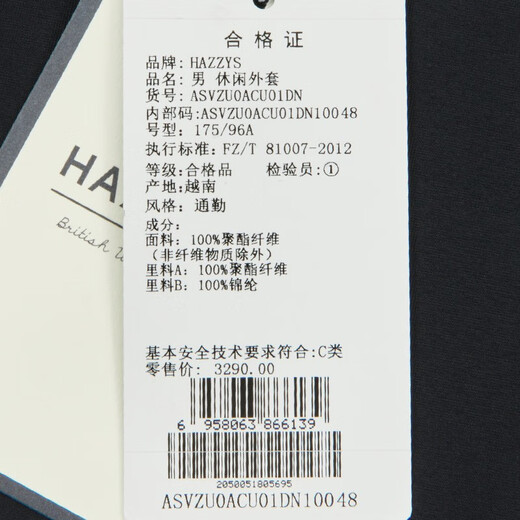 合格证
品牌: HAZZYS
品名: 男 休闲外套
货号: ASVZU0ACU01DN
内部码: ASVZU0ACU01DN10048
号型: 175/96A
执行标准: FZ/T 81007-2012
等级: 合格品 检验员: ①
产地: 越南
风格: 通勤
成分:
面料: 100%聚酯纤维
(非纤维物质除外)
里料A: 100%聚酯纤维
里料B: 100%锦纶
基本安全技术要求符合: C类
零售价: 3290.00
6 958063 866139
2050051805695
ASVZU0ACU01DN10048
HAZ
British